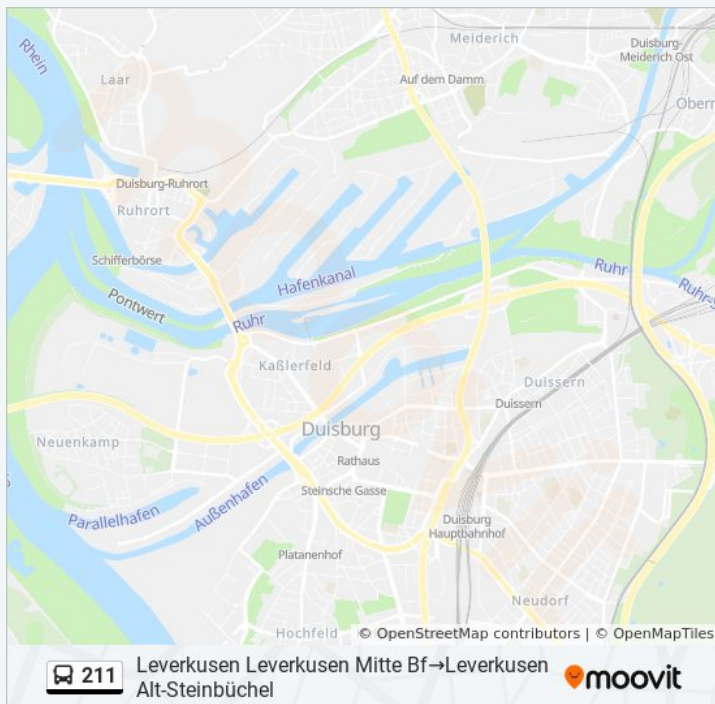 Rhein
Meiderich
Duisburg-
Meiderich Ost
Laar
Auf dem Damm
Duisburg-Ruhrort
Ruhrort
Schifferbörse
Hafenkanal
Ruhr
Pontwert
Ruhr
Kaßlerfeld
Duissern
Duissern
Duisburg
Neuenkamp
Rathaus
Steinsche Gasse
Außenhafen
Parallelhafen
Duisburg
Hauptbahnhof
Platanenhof
Neudorf
Hochfeld
© OpenStreetMap contributors | © OpenMapTiles
211
Leverkusen Leverkusen Mitte Bf→Leverkusen
Alt-Steinbüchel
moovit